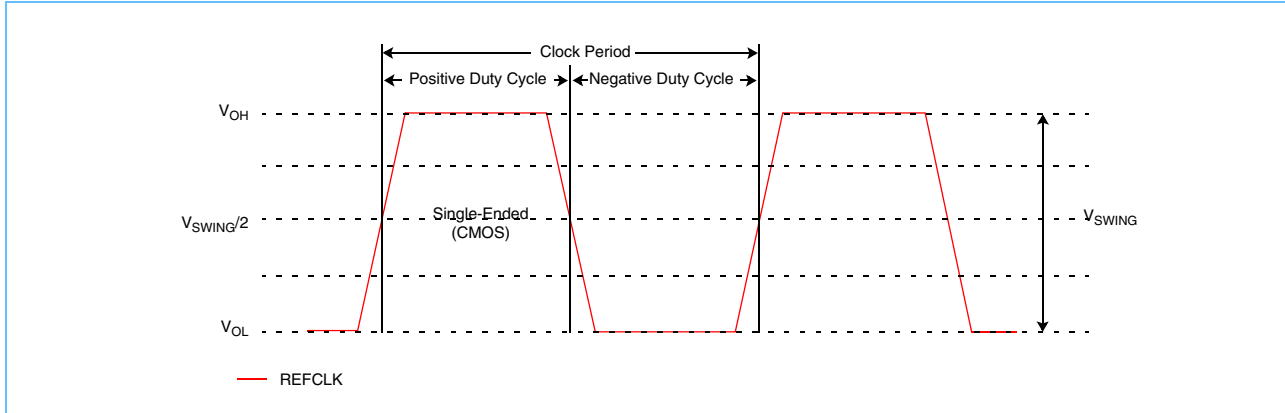 Clock Period
Positive Duty Cycle
Negative Duty Cycle
VOH
VSWING/2
Single-Ended
(CMOS)
VSWING
VOL
REFCLK